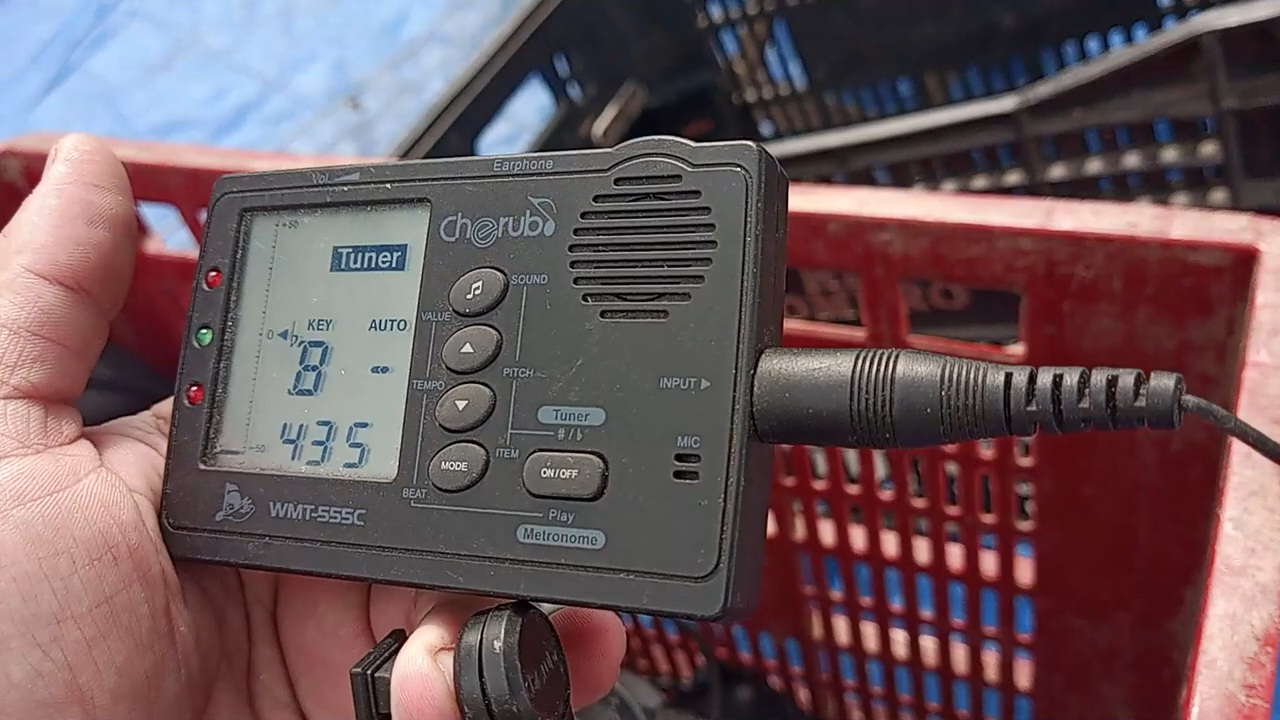 Vol.
Earphone
+50
Tuner
cherub
SOUND
KEY
AUTO
VALUE
0
♭
8
PITCH
TEMPO
INPUT
Tuner
# / ♭
435
-50
MIC
ITEM
MODE
ON/OFF
BEAT
WMT-555C
Play
Metronome